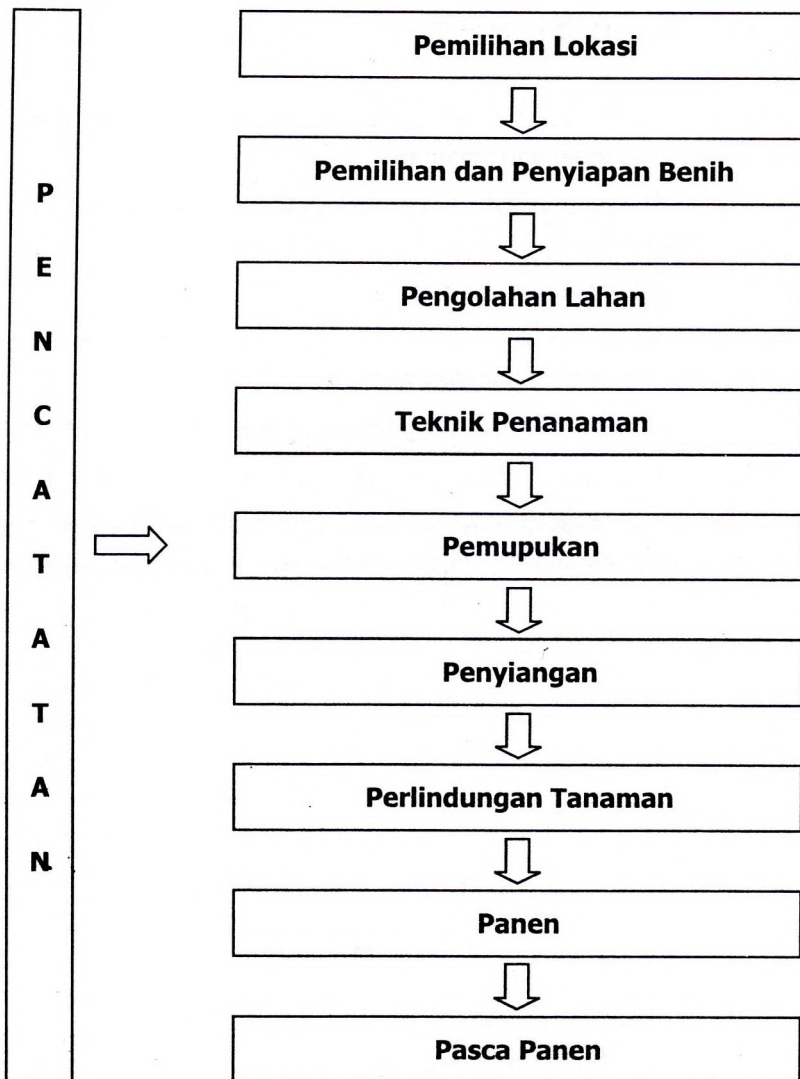 PENCATATAN
Pemilihan Lokasi
Pemilihan dan Penyiapan Benih
Pengolahan Lahan
Teknik Penanaman
Pemupukan
Penyiangan
Perlindungan Tanaman
Panen
Pasca Panen